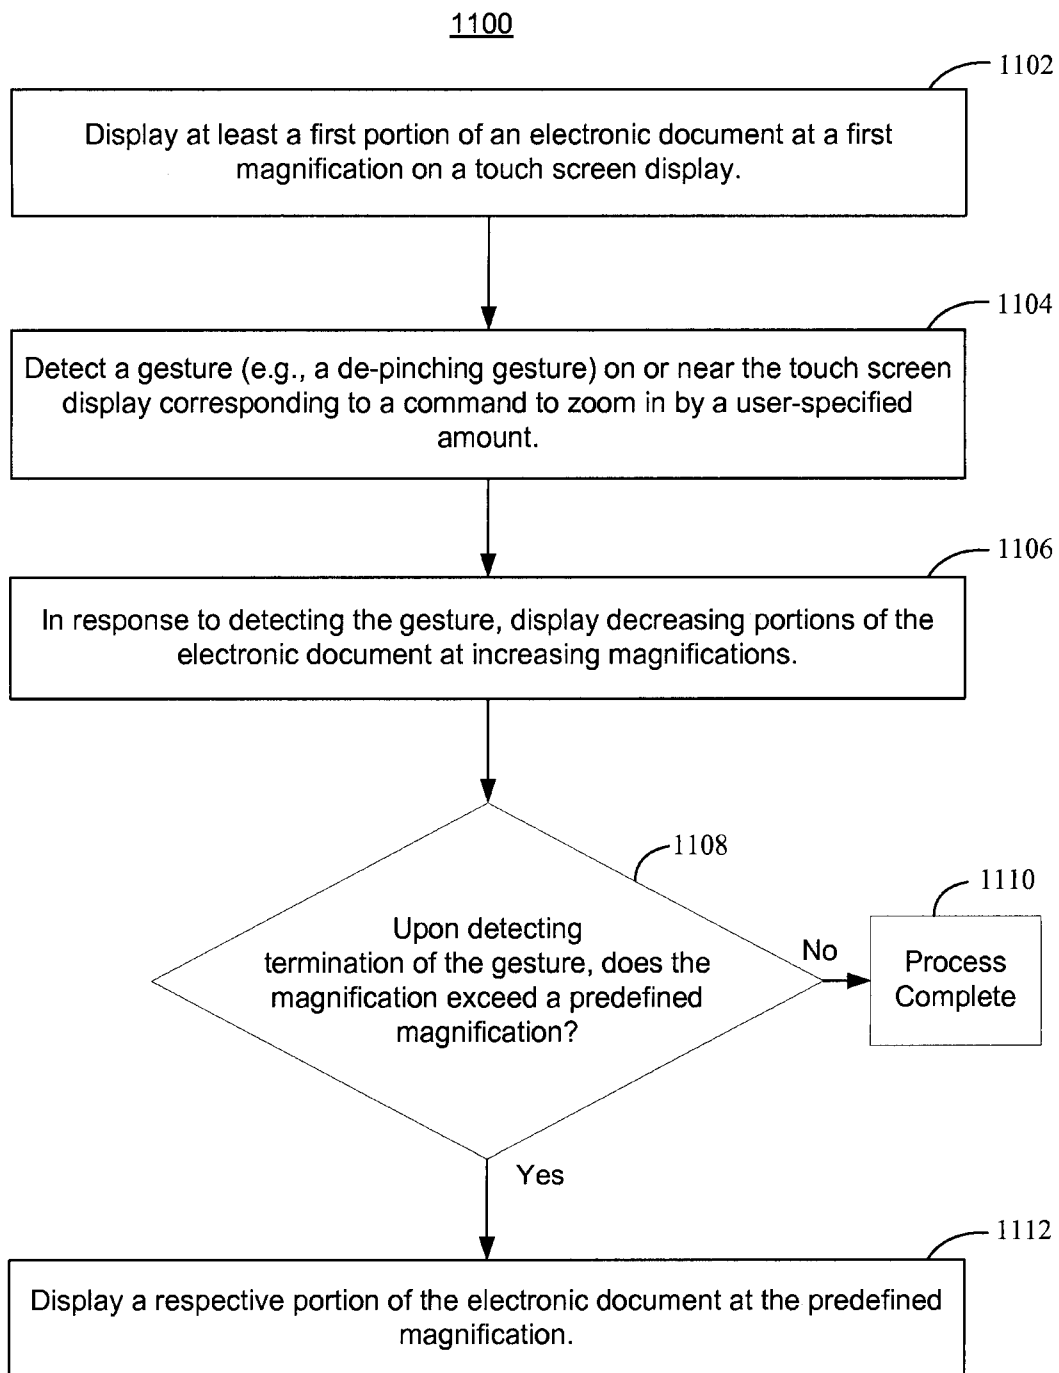 1100
1102
Display at least a first portion of an electronic document at a first
magnification on a touch screen display.
1104
Detect a gesture (e.g., a de-pinching gesture) on or near the touch screen
display corresponding to a command to zoom in by a user-specified
amount.
1106
In response to detecting the gesture, display decreasing portions of the
electronic document at increasing magnifications.
1108
Upon detecting
termination of the gesture, does the
magnification exceed a predefined
magnification?
No
1110
Process
Complete
Yes
1112
Display a respective portion of the electronic document at the predefined
magnification.